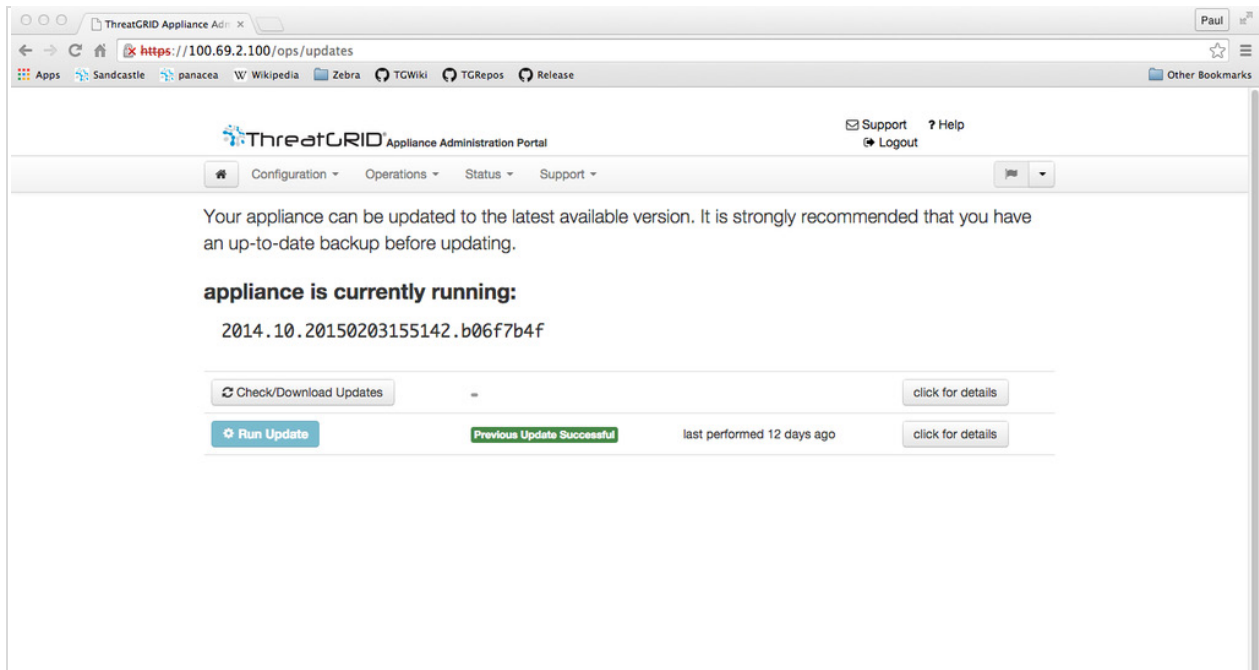 ThreatGRID Appliance Adn
Paul
https://100.69.2.100/ops/updates
Apps Sandcastle panacea W Wikipedia Zebra TGWiki TGRepos Release Other Bookmarks
ThreatGRID® Appliance Administration Portal
Support ? Help
Logout
Configuration Operations Status Support
Your appliance can be updated to the latest available version. It is strongly recommended that you have
an up-to-date backup before updating.
appliance is currently running:
2014.10.20150203155142.b06f7b4f
Check/Download Updates - click for details
Run Update Previous Update Successful last performed 12 days ago click for details